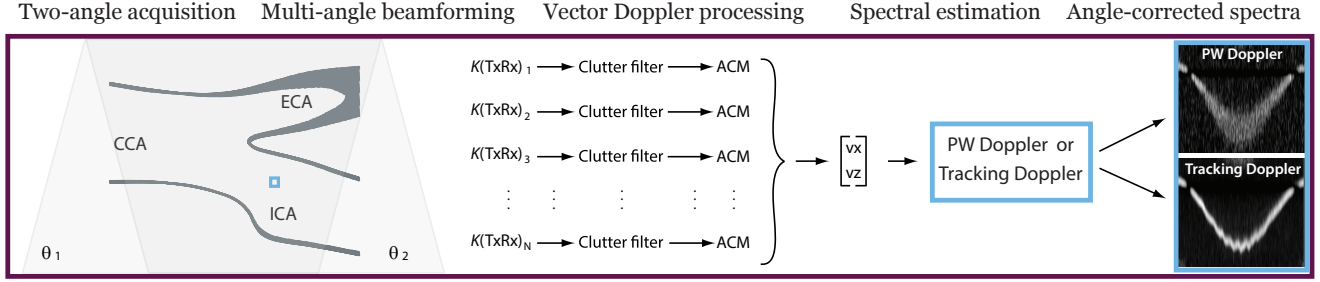 Two-angle acquisition Multi-angle beamforming Vector Doppler processing Spectral estimation Angle-corrected spectra
ECA
CCA
ICA
θ 1
θ 2
K(TxRx) 1 Clutter filter ACM
K(TxRx)2 Clutter filter ACM
K(TxRx)3 Clutter filter ACM
K(TxRx)N Clutter filter ACM
vx
vz
PW Doppler or
Tracking Doppler
PW Doppler
Tracking Doppler